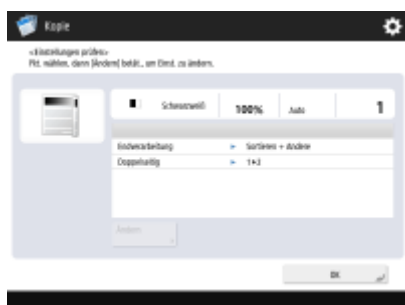 Kopie
<Einstellungen prüfen>
Pkt. wählen, dann [Ändern] betät., um Einst. zu ändern.
Schwarzweiß 100% Auto 1
Endverarbeitung ► Sortieren + Andere
Doppelseitig ► 1►2
Ändern
OK